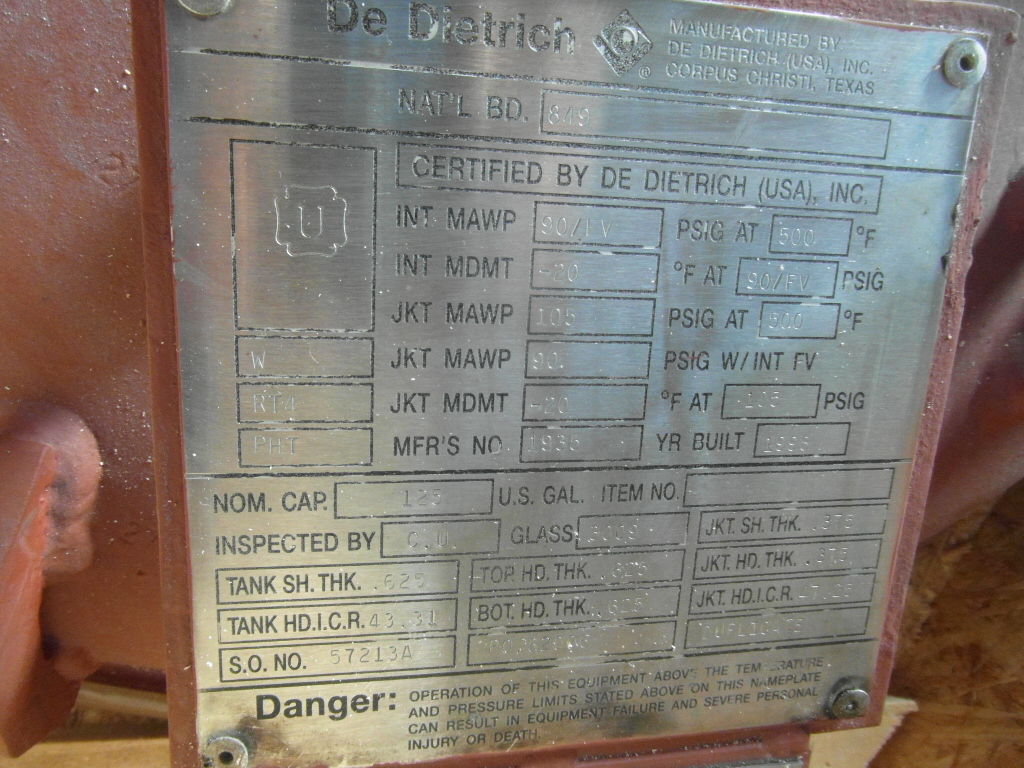 De Dietrich ®
MANUFACTURED BY
DE DIETRICH (USA), INC.
CORPUS CHRISTI, TEXAS
NAT'L BD. 849
U
CERTIFIED BY DE DIETRICH (USA), INC.
INT MAWP 90/FV PSIG AT 500 °F
INT MDMT -20 °F AT 90/FV PSIG
JKT MAWP 105 PSIG AT 500 °F
W JKT MAWP 90 PSIG W/INT FV
RT4 JKT MDMT -20 °F AT 105 PSIG
PHT MFR'S NO. YR BUILT
NOM. CAP. 125 U.S. GAL. ITEM NO.
INSPECTED BY GLASS 3009 JKT. SH. THK. .375
TANK SH. THK. .625 TOP. HD. THK. .625 JKT. HD. THK. .375
TANK HD.I.C.R. 43.31 BOT. HD. THK. .625 JKT. HD.I.C.R.
S.O. NO. 57213A DUPLICATE
Danger: OPERATION OF THIS EQUIPMENT ABOVE THE TEMPERATURE
AND PRESSURE LIMITS STATED ABOVE ON THIS NAMEPLATE
CAN RESULT IN EQUIPMENT FAILURE AND SEVERE PERSONAL
INJURY OR DEATH.